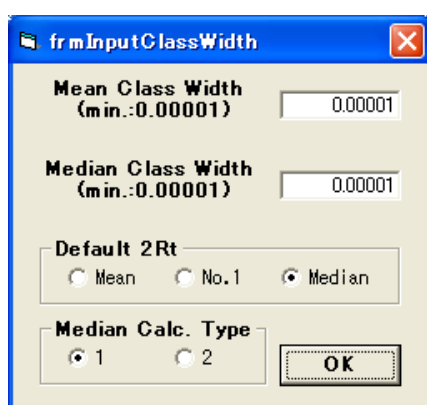 frmInputClassWidth
Mean Class Width
(min.:0.00001)
0.00001
Median Class Width
(min.:0.00001)
0.00001
Default 2Rt
Mean No.1 Median
Median Calc. Type
1 2
OK